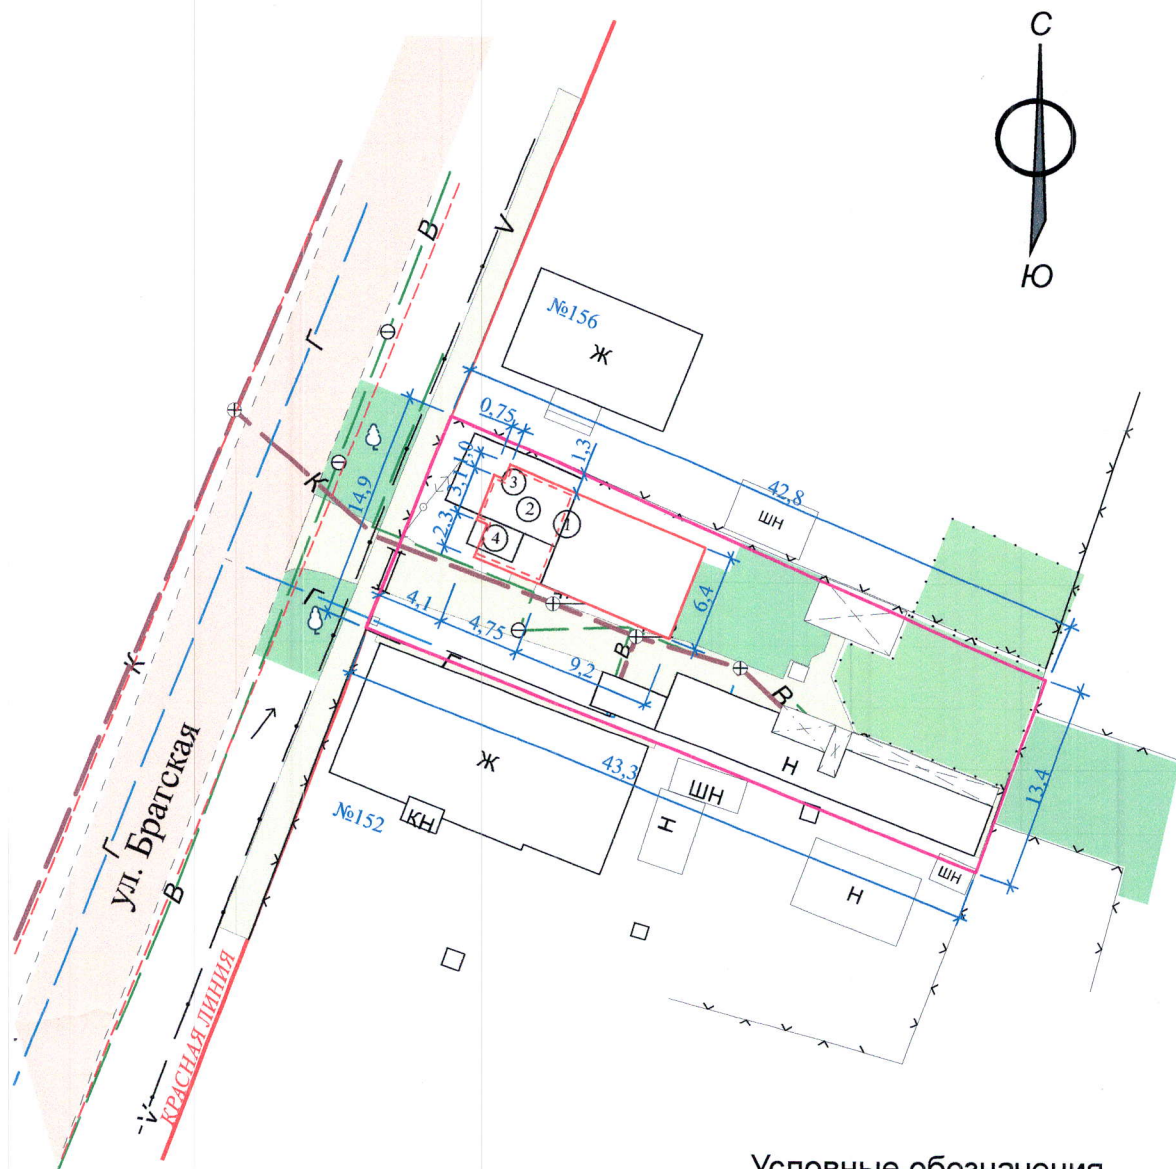 С
Ю
В
V
Г
№156
Ж
0,75
1,3
42,8
1,0
3,1
2,3
3
2
1
4
шн
К
14,9
Г
4,1
4,75
9,2
6,4
В
В
Г
К
Ж
43,3
Н
13,4
ШН
Н
№152
КН
шн
Н
ул. Братская
Г
В
КРАСНАЯ ЛИНИЯ
V
Условные обозначения